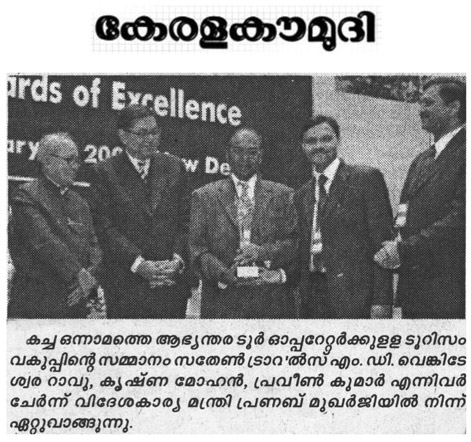 കേരളകൗമുദി
ards of Excellence
ary
200
w De
കച്ച ഒന്നാമത്തെ ആഭ്യന്തര ടൂർ ഓപ്പറേറ്റർക്കുളള ടൂറിസം
വകുപ്പിന്റെ സമ്മാനം സതേൺ ട്രാവൽസ് എം. ഡി. വെങ്കിടേ
ശ്വര റാവു, കൃഷ്ണ മോഹൻ, പ്രവീൺ കുമാർ എന്നിവർ
ചേർന്ന് വിദേശകാര്യ മന്ത്രി പ്രണബ് മുഖർജിയിൽ നിന്ന്
ഏറ്റുവാങ്ങുന്നു.